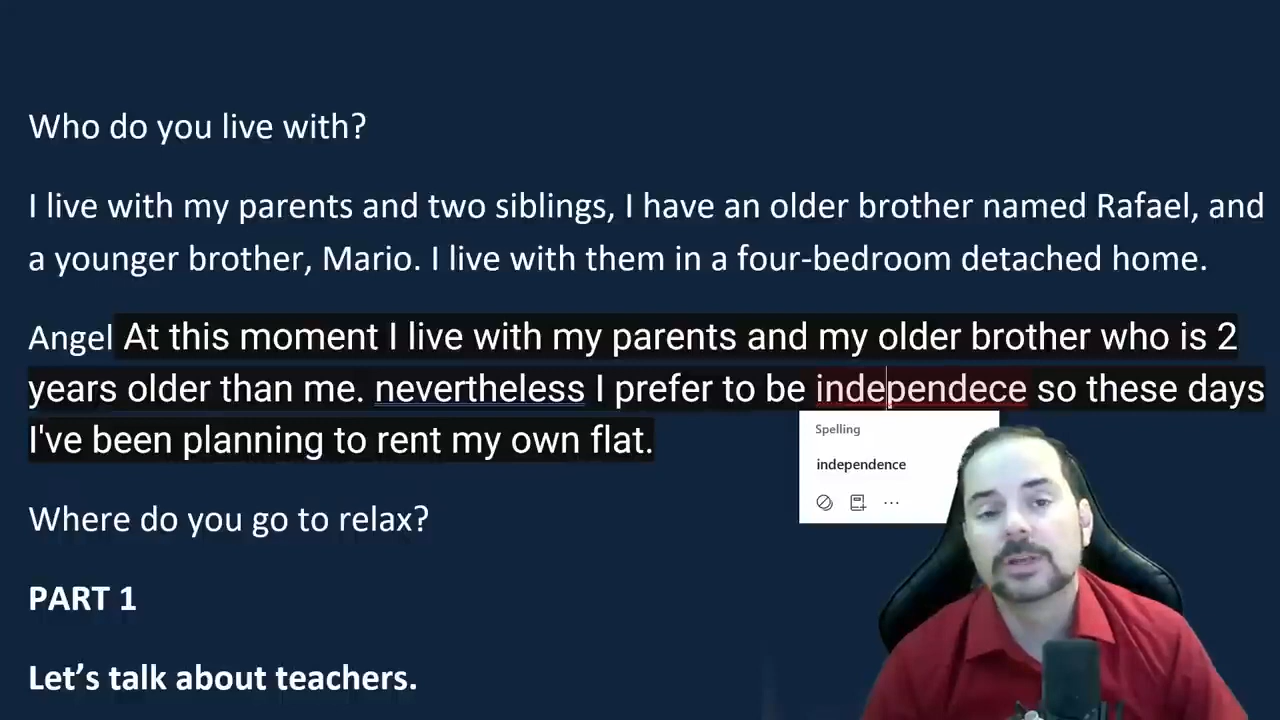 Who do you live with?
I live with my parents and two siblings, I have an older brother named Rafael, and
a younger brother, Mario. I live with them in a four-bedroom detached home.
Angel At this moment I live with my parents and my older brother who is 2
years older than me. nevertheless I prefer to be independece so these days
I've been planning to rent my own flat.
Spelling
independence
Where do you go to relax?
PART 1
Let’s talk about teachers.